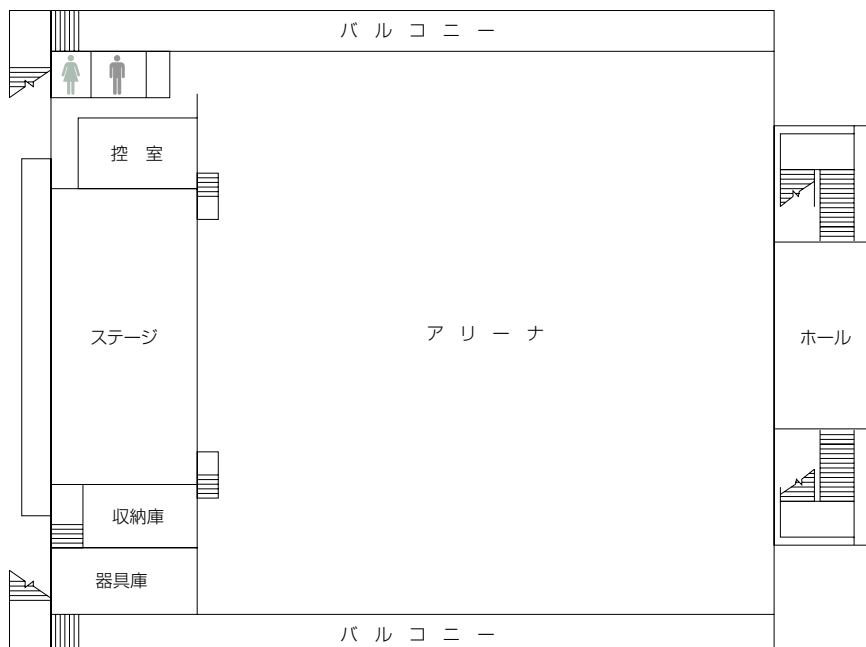 バルコニー
控室
ステージ
アリーナ
ホール
収納庫
器具庫
バルコニー